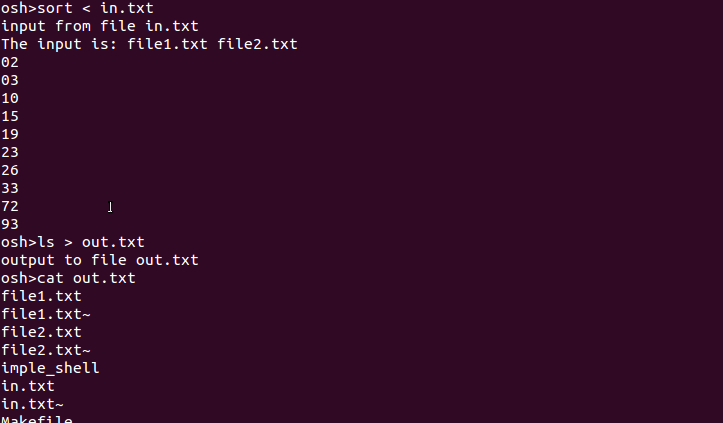 osh>sort < in.txt
input from file in.txt
The input is: file1.txt file2.txt
02
03
10
15
19
23
26
33
72
93
osh>ls > out.txt
output to file out.txt
osh>cat out.txt
file1.txt
file1.txt~
file2.txt
file2.txt~
imple_shell
in.txt
in.txt~
Makefile